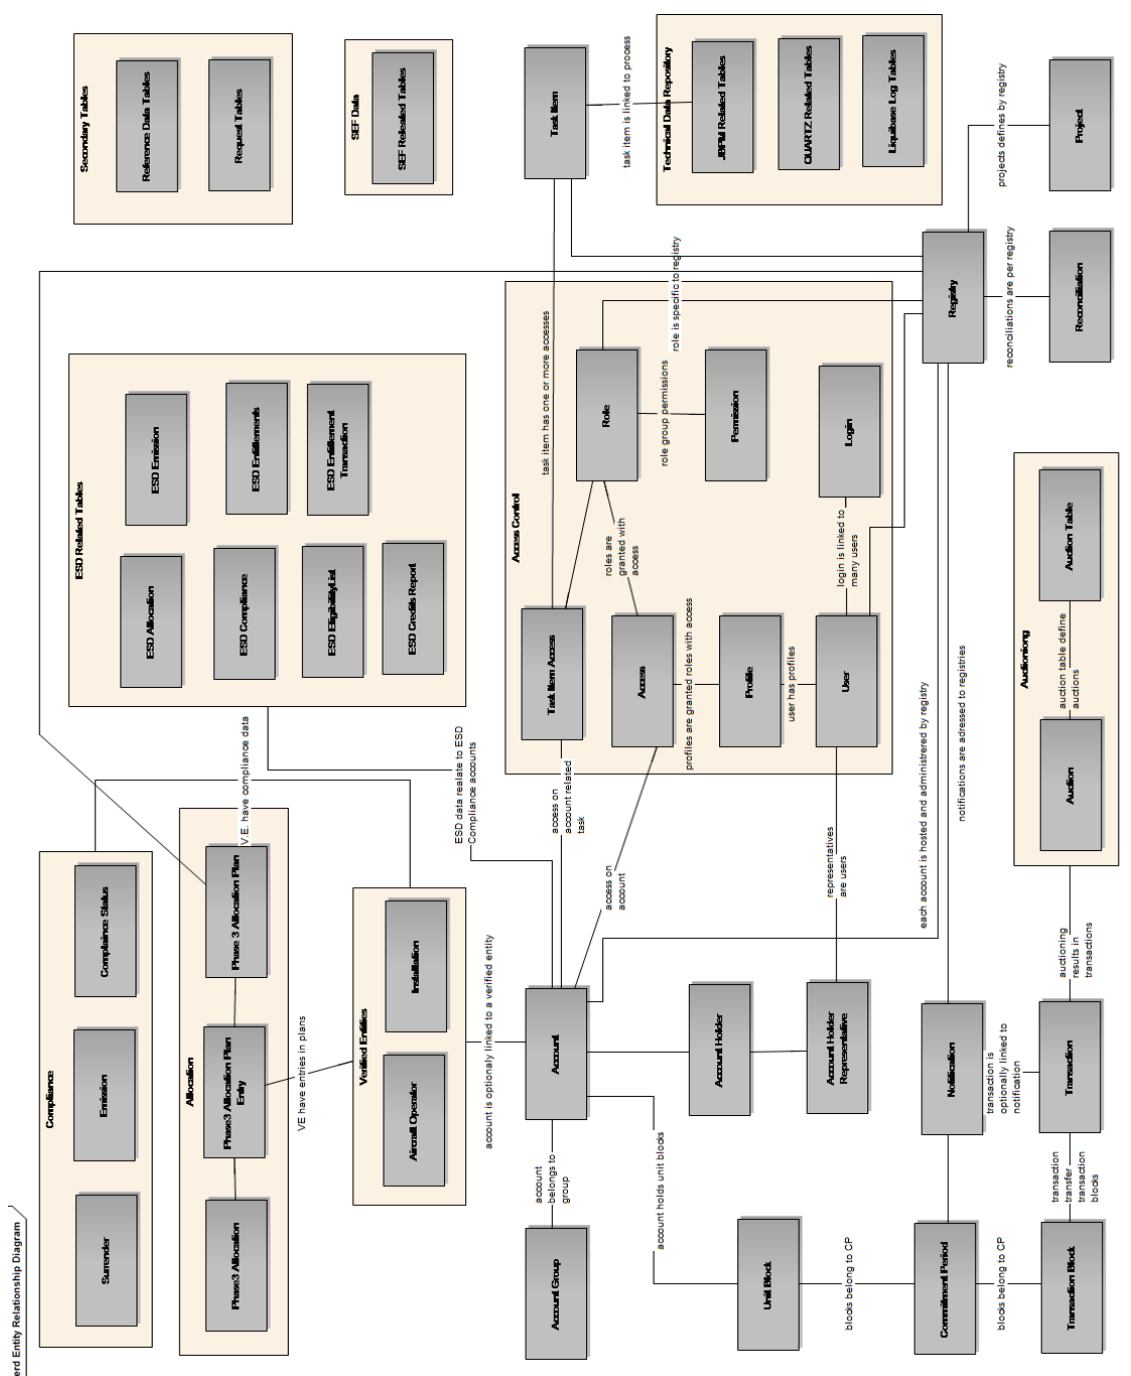 erd Entity Relationship Diagram
Compliance
Surrender
Emission
Complaince Status
Secondary Tables
Reference Data Tables
Request Tables
ESD Related Tables
ESD Allocation
ESD Emission
ESD Compliance
ESD Entitlements
ESD EligibilityList
ESD Entitlement
Transaction
ESD Credits Report
SEF Data
SEF Releated Tables
Allocation
Phase3 Allocation
Phase3 Allocation Plan
Entry
Phase 3 Allocation Plan
V.E. have compliance data
VE have entries in plans
Verified Entities
Aircraft Operator
Installation
ESD data realate to ESD
Compliance accounts
account is optionaly linked to a verified entity
Account Group
account
belongs to
group
Account
access on
account related
task
access on
account
Task Item
task item has one or more accesses
task item is linked to process
Technical Data Repository
JBPM Related Tables
QUARTZ Related Tables
Liquibase Log Tables
Access Control
Task Item Access
Role
roles are
granted with
access
Access
role group permissions
role is specific to registry
profiles are granted roles with access
Permission
Profile
user has profiles
login is linked to
many users
Login
User
account holds unit blocks
Account Holder
Account Holder
Representative
representatives
are users
Unit Block
blocks belong to CP
each account is hosted and administrered by registry
notifications are adressed to registries
Registry
projects defines by registry
Project
reconciliations are per registry
Reconciliation
Commitment Period
Notification
blocks belong to CP
transaction is
optionally linked to
notification
Transaction Block
transaction
transfer
transaction
blocks
Transaction
auctioning
results in
transactions
Auctioniong
Auction
auction table define
auctions
Auction Table